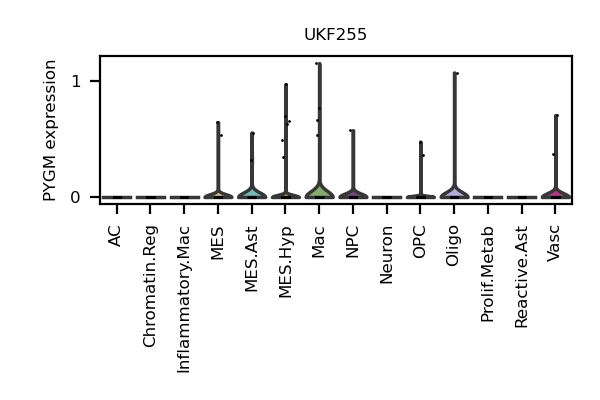 UKF255
PYGM expression
1
0
AC
Chromatin.Reg
Inflammatory.Mac
MES
MES.Ast
MES.Hyp
Mac
NPC
Neuron
OPC
Oligo
Prolif.Metab
Reactive.Ast
Vasc